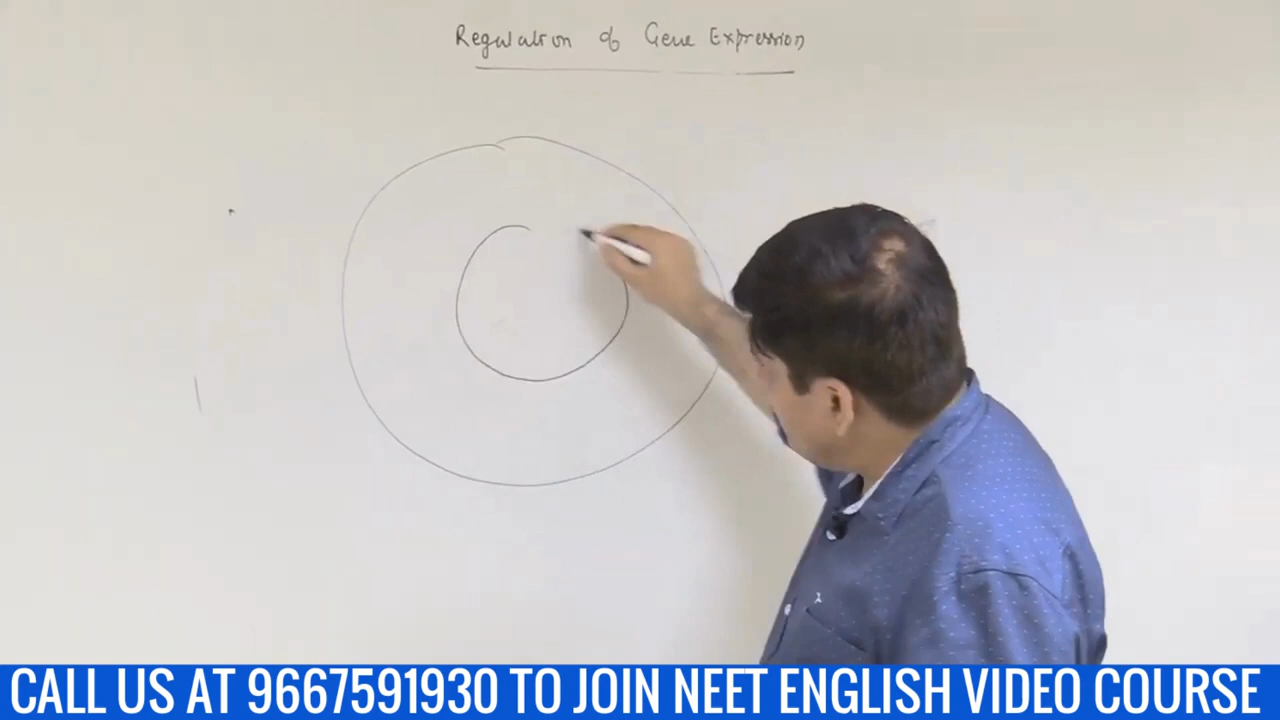 Regulation of Gene Expression
CALL US AT 9667591930 TO JOIN NEET ENGLISH VIDEO COURSE